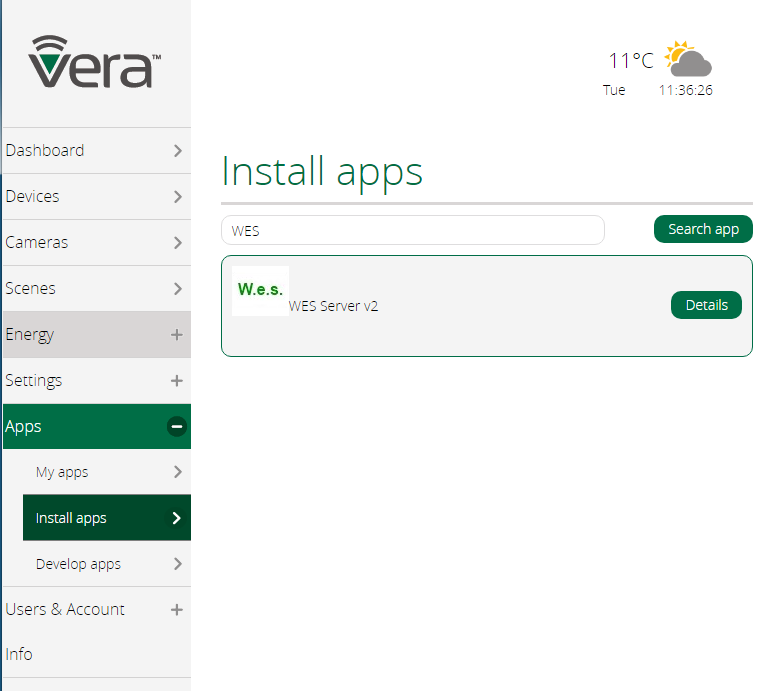 vera™
Dashboard
Devices
Cameras
Scenes
Energy
Settings
Apps
My apps
Install apps
Develop apps
Users & Account
Info
11°C
Tue 11:36:26
Install apps
WES Search app
W.e.s. WES Server v2 Details